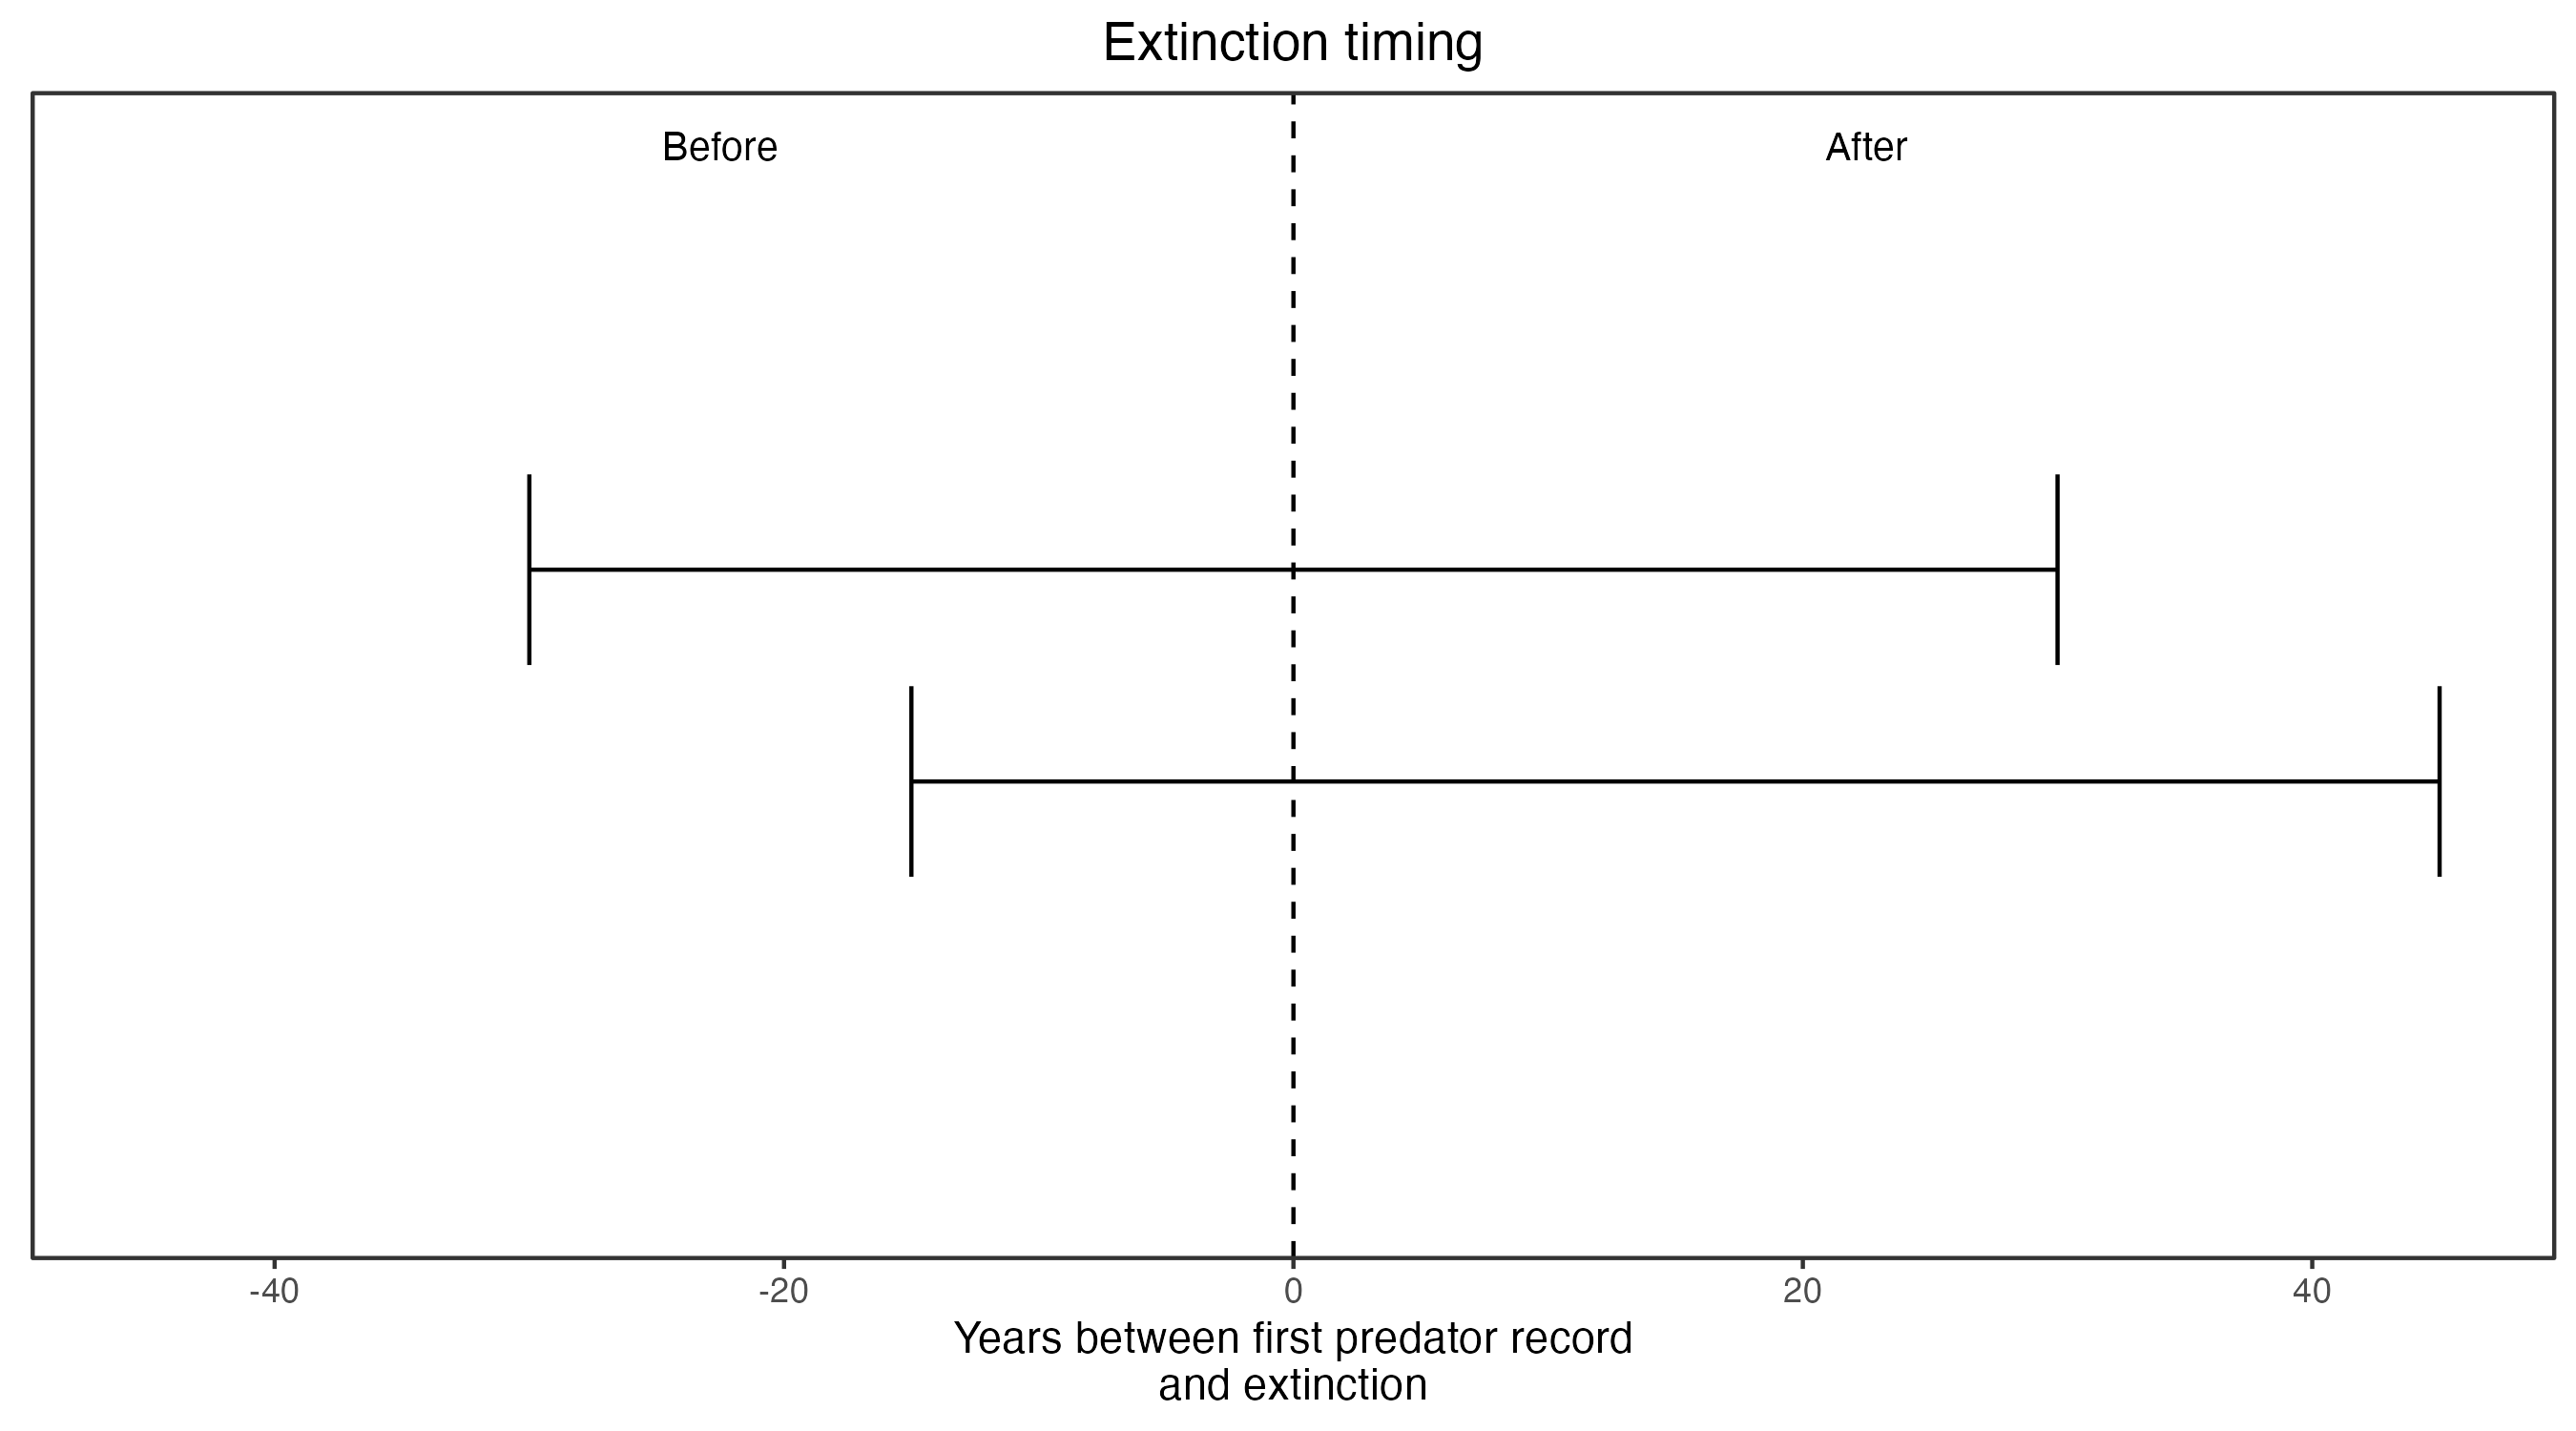 Extinction timing
Before After
-40 -20 0 20 40
Years between first predator record
and extinction